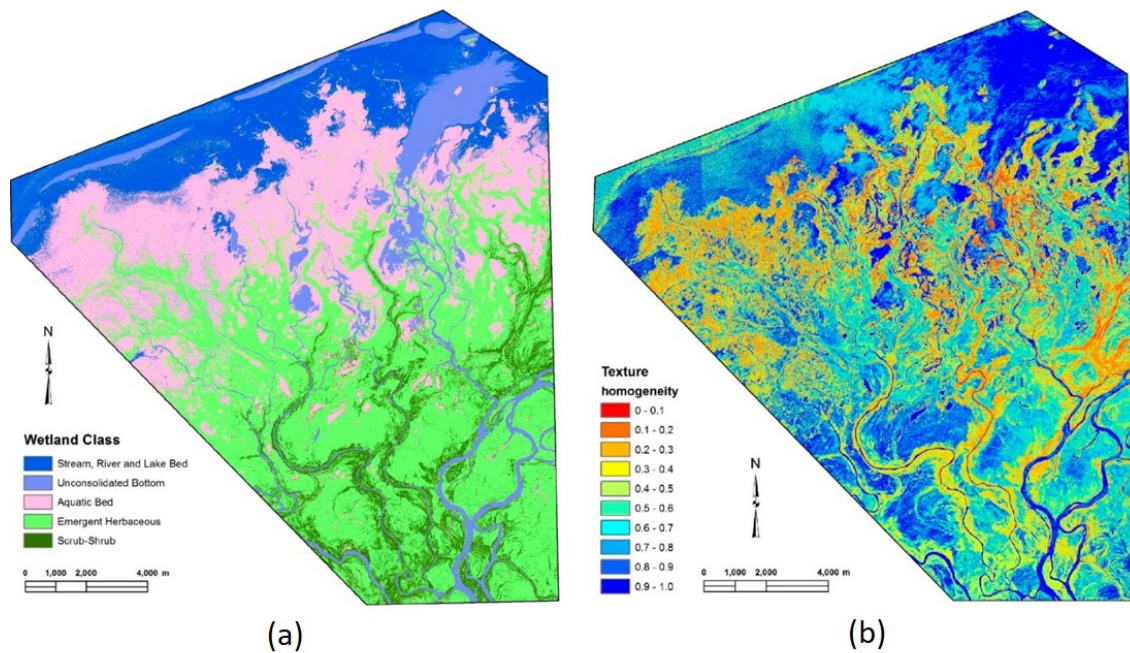 N
Wetland Class
Stream, River and Lake Bed
Unconsolidated Bottom
Aquatic Bed
Emergent Herbaceous
Scrub-Shrub
0 1,000 2,000 4,000 m
(a)
Texture
homogeneity
0 - 0.1
0.1 - 0.2
0.2 - 0.3
0.3 - 0.4
0.4 - 0.5
0.5 - 0.6
0.6 - 0.7
0.7 - 0.8
0.8 - 0.9
0.9 - 1.0
N
0 1,000 2,000 4,000 m
(b)